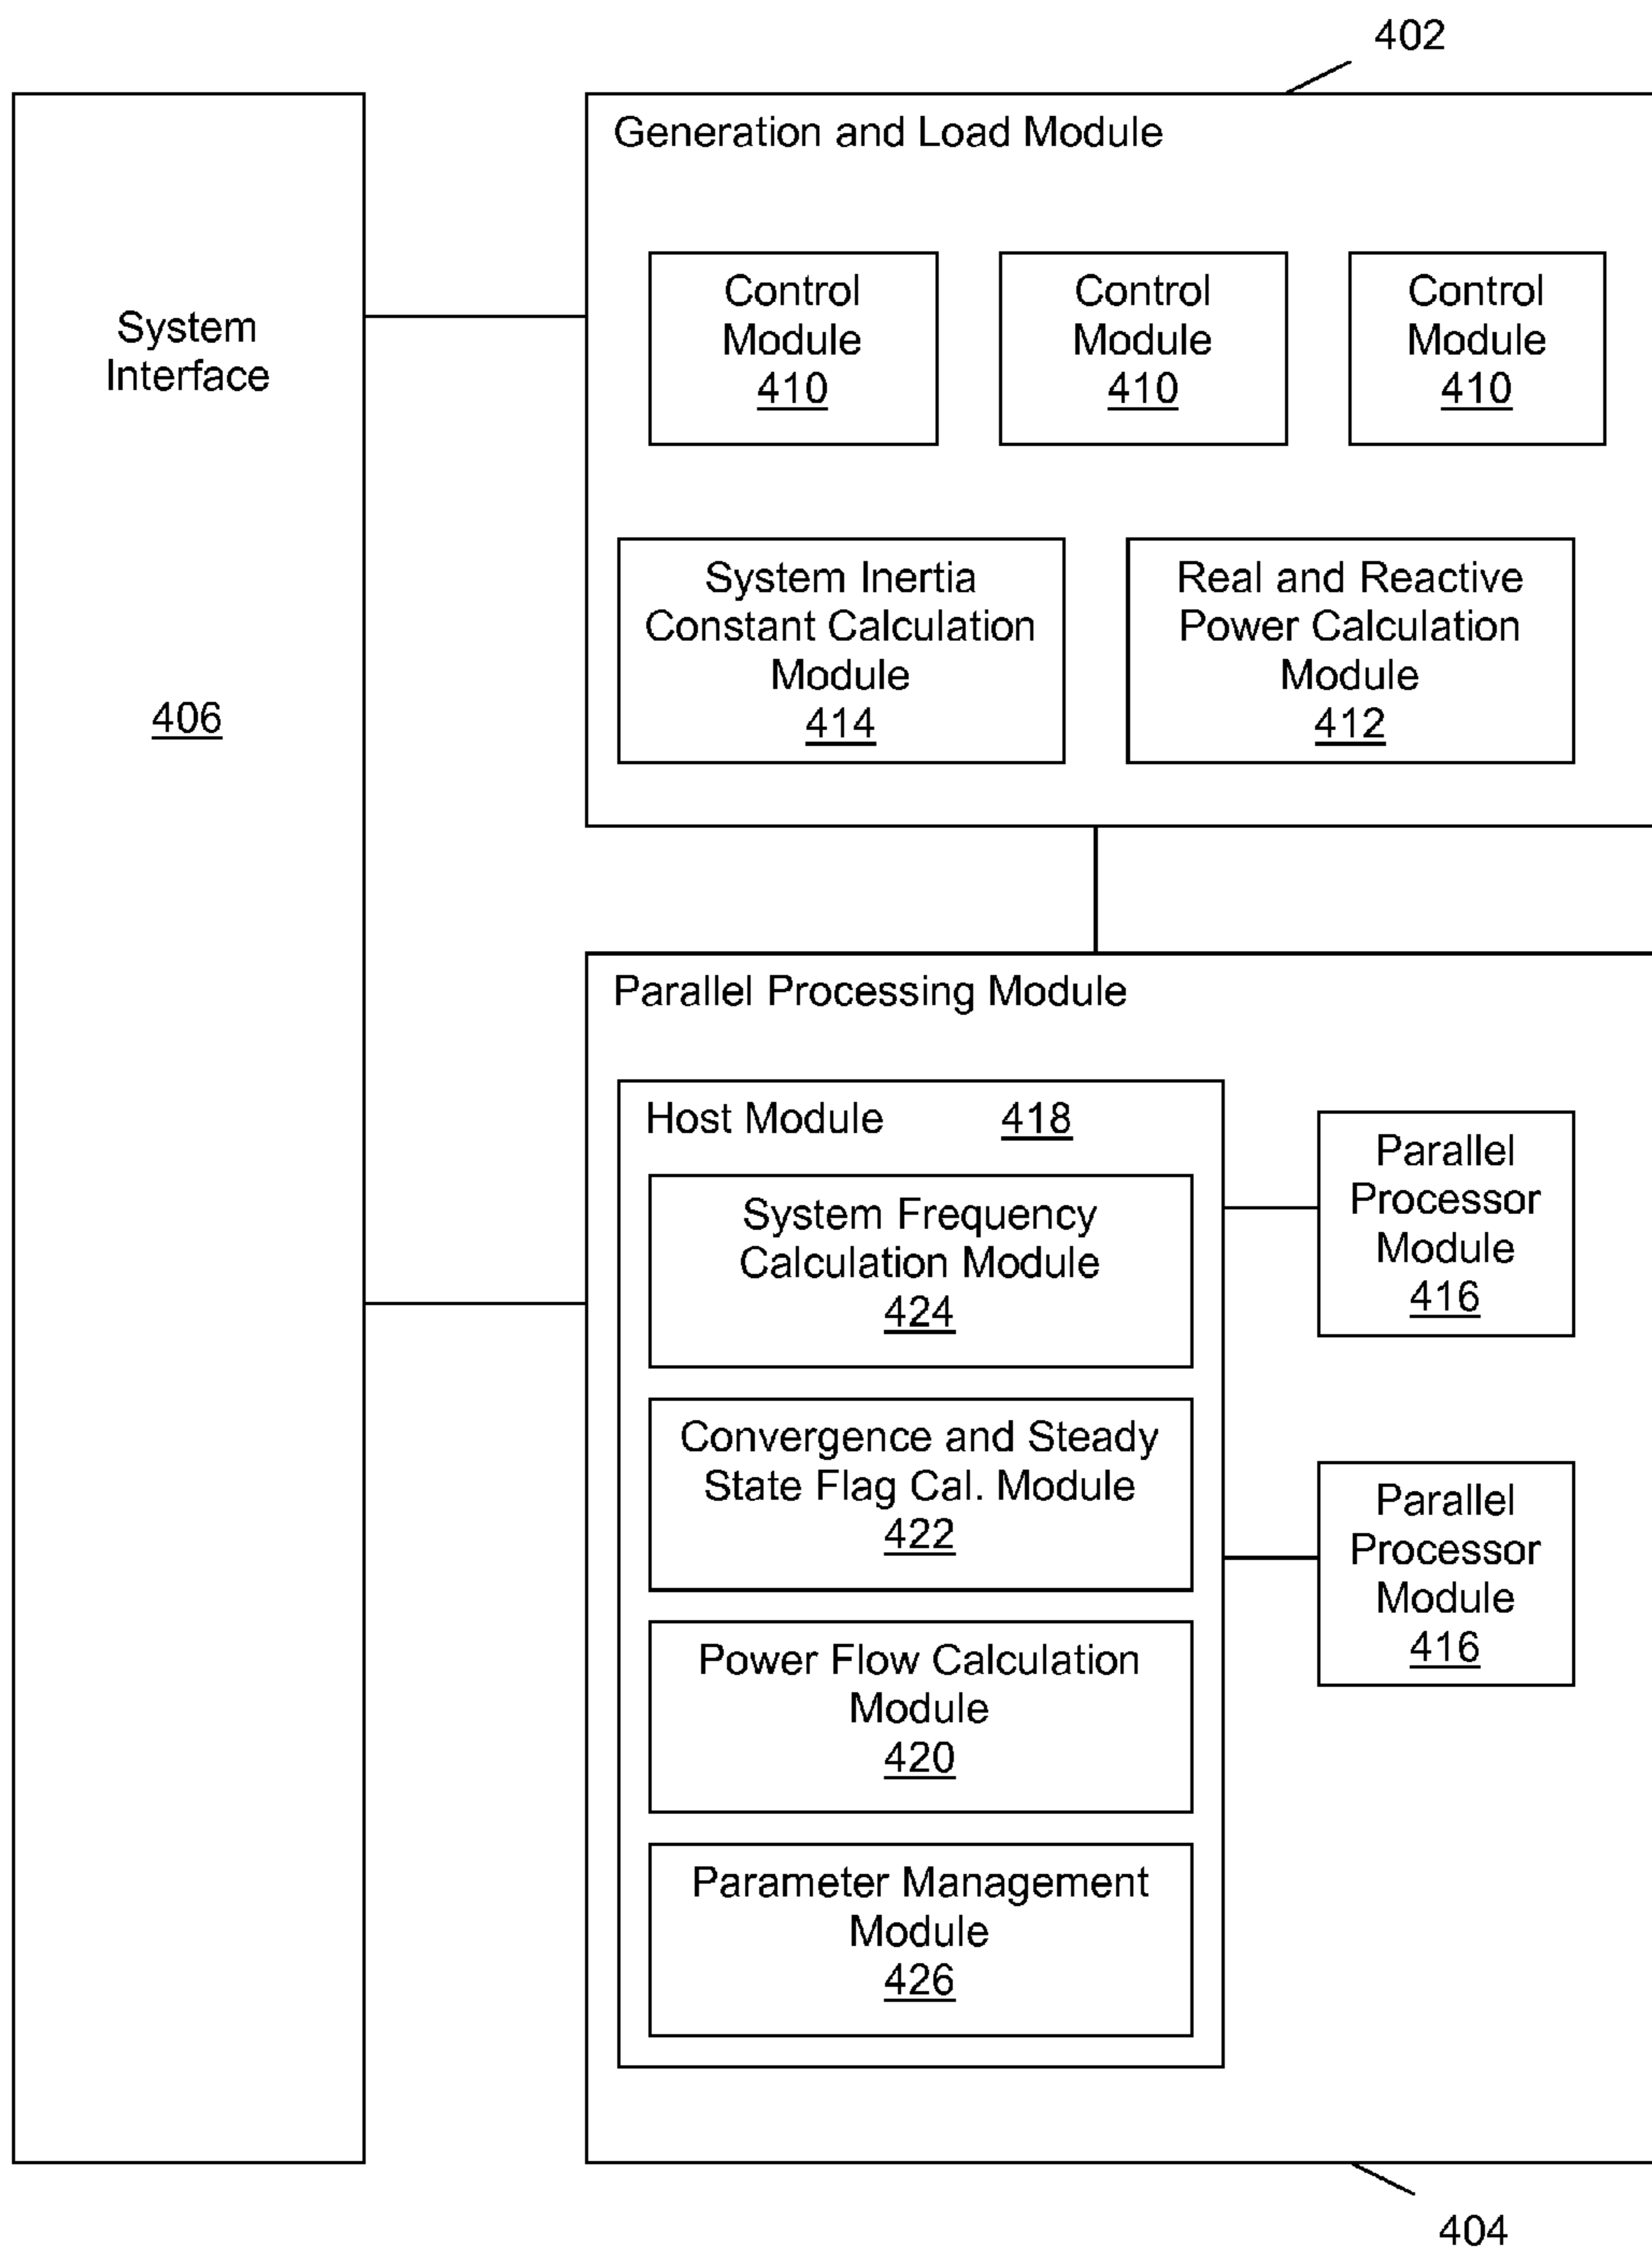 402
System
Interface
406
Generation and Load Module
Control
Module
410
Control
Module
410
Control
Module
410
System Inertia
Constant Calculation
Module
414
Real and Reactive
Power Calculation
Module
412
Parallel Processing Module
Host Module 418
System Frequency
Calculation Module
424
Convergence and Steady
State Flag Cal. Module
422
Power Flow Calculation
Module
420
Parameter Management
Module
426
Parallel
Processor
Module
416
Parallel
Processor
Module
416
404